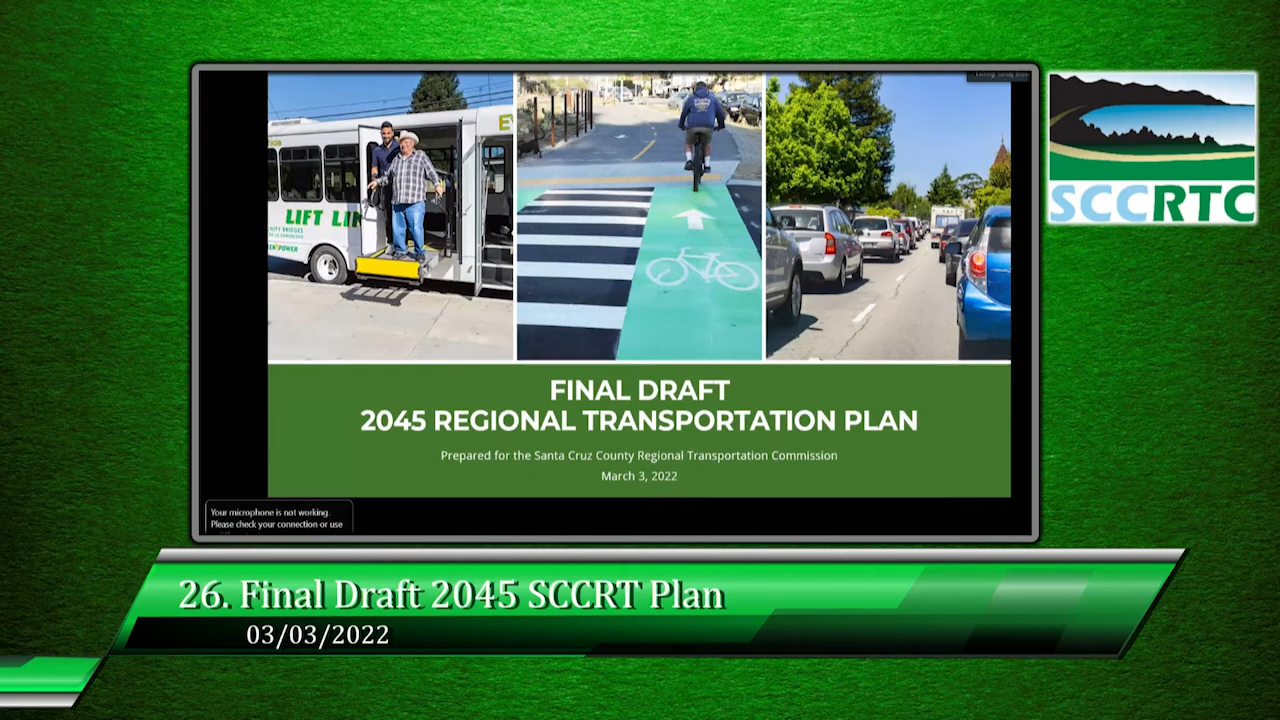 LIFT LI
SCCRTC
FINAL DRAFT
2045 REGIONAL TRANSPORTATION PLAN
Prepared for the Santa Cruz County Regional Transportation Commission
March 3, 2022
Your microphone is not working.
Please check your connection or use
26. Final Draft 2045 SCCRT Plan
03/03/2022